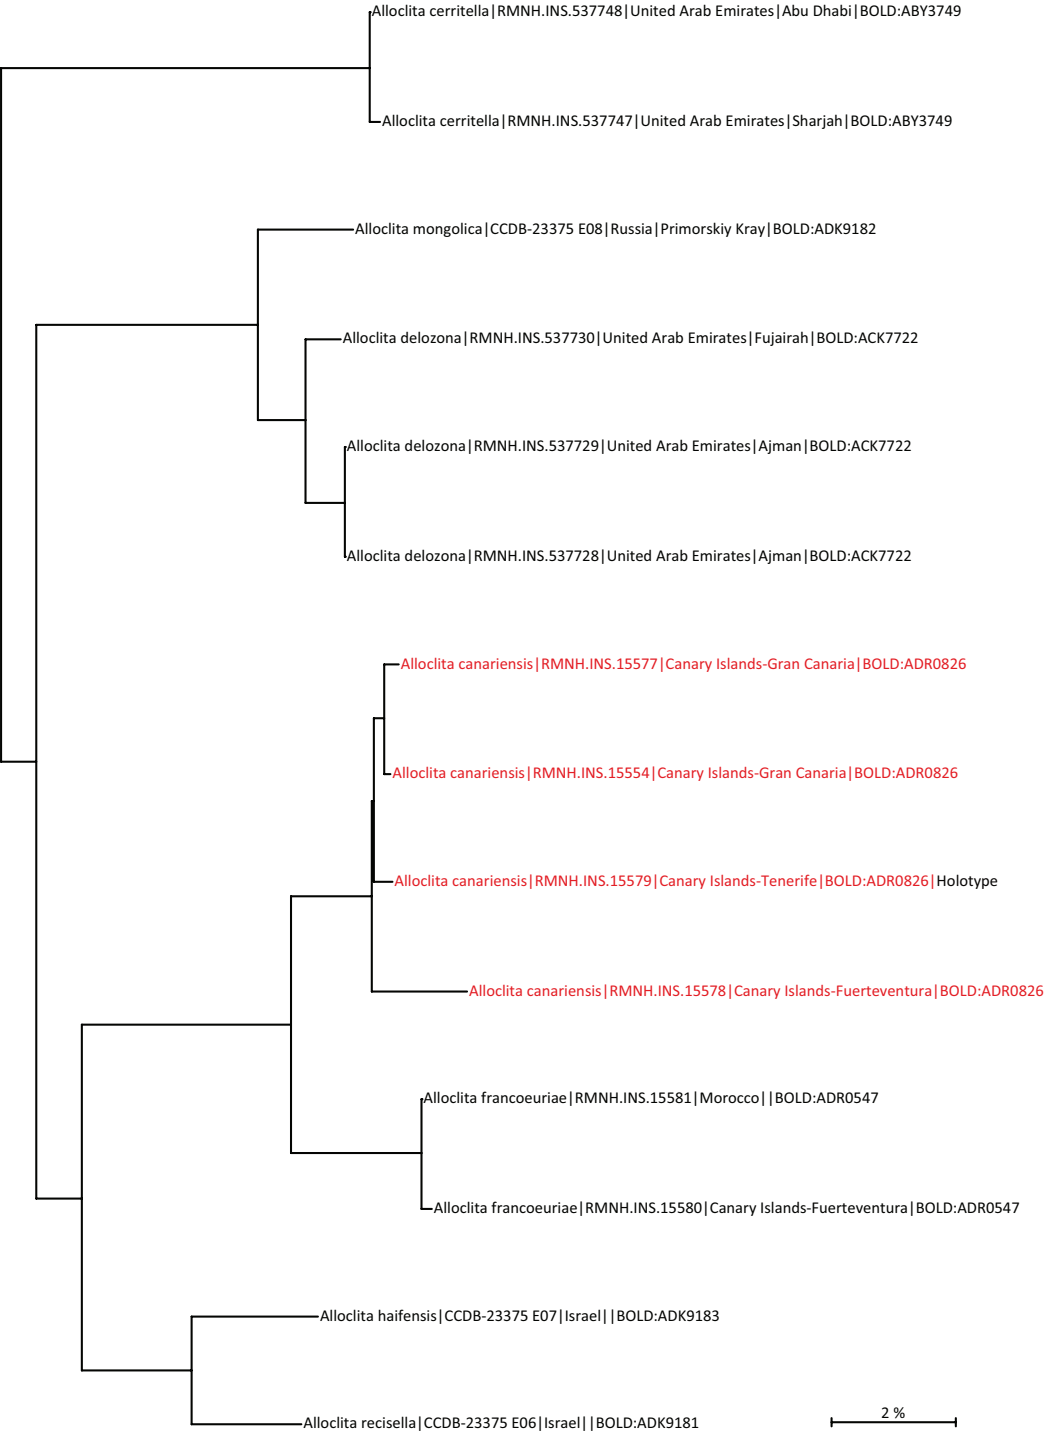 Alloclita cerritella|RMNH.INS.537748|United Arab Emirates|Abu Dhabi|BOLD:ABY3749
Alloclita cerritella|RMNH.INS.537747|United Arab Emirates|Sharjah|BOLD:ABY3749
Alloclita mongolica|CCDB-23375 E08|Russia|Primorskiy Kray|BOLD:ADK9182
Alloclita delozona|RMNH.INS.537730|United Arab Emirates|Fujairah|BOLD:ACK7722
Alloclita delozona|RMNH.INS.537729|United Arab Emirates|Ajman|BOLD:ACK7722
Alloclita delozona|RMNH.INS.537728|United Arab Emirates|Ajman|BOLD:ACK7722
Alloclita canariensis|RMNH.INS.15577|Canary Islands-Gran Canaria|BOLD:ADR0826
Alloclita canariensis|RMNH.INS.15554|Canary Islands-Gran Canaria|BOLD:ADR0826
Alloclita canariensis|RMNH.INS.15579|Canary Islands-Tenerife|BOLD:ADR0826|Holotype
Alloclita canariensis|RMNH.INS.15578|Canary Islands-Fuerteventura|BOLD:ADR0826
Alloclita francoeuriae|RMNH.INS.15581|Morocco||BOLD:ADR0547
Alloclita francoeuriae|RMNH.INS.15580|Canary Islands-Fuerteventura|BOLD:ADR0547
Alloclita haifensis|CCDB-23375 E07|Israel||BOLD:ADK9183
Alloclita recisella|CCDB-23375 E06|Israel||BOLD:ADK9181
2 %